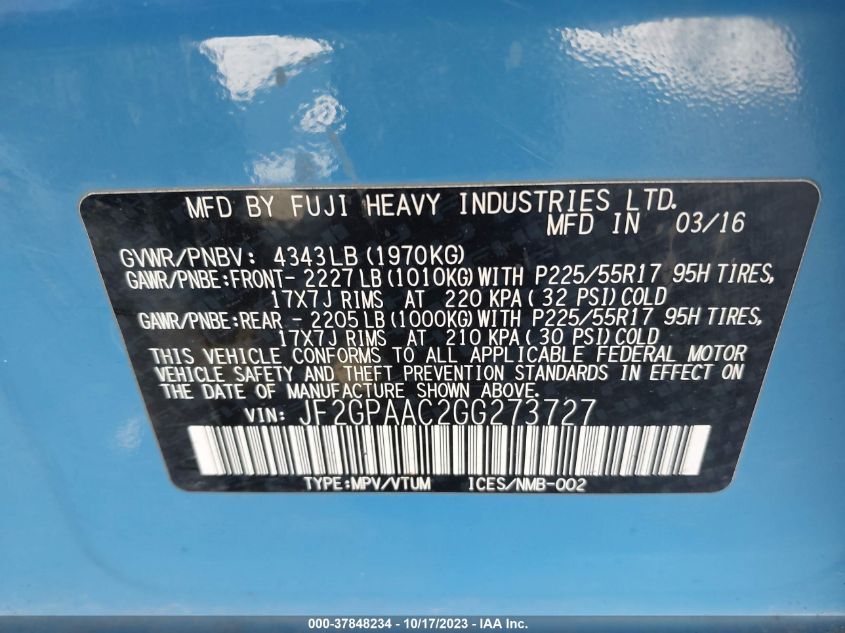 MFD BY FUJI HEAVY INDUSTRIES LTD.
MFD IN 03/16
GVWR/PNBV: 4343LB (1970KG)
GAWR/PNBE:FRONT- 2227LB (1010KG) WITH P225/55R17 95H TIRES,
17X7J RIMS AT 220 KPA ( 32 PSI) COLD
GAWR/PNBE:REAR - 2205LB (1000KG) WITH P225/55R17 95H TIRES,
17X7J RIMS AT 210 KPA ( 30 PSI) COLD
THIS VEHICLE CONFORMS TO ALL APPLICABLE FEDERAL MOTOR
VEHICLE SAFETY AND THEFT PREVENTION STANDARDS IN EFFECT ON
THE DATE OF MANUFACTURE SHOWN ABOVE.
VIN: JF2GPAAC2GG273727
TYPE:MPV/VTUM ICES/NMB-002
000-37848234 - 10/17/2023 - IAA Inc.